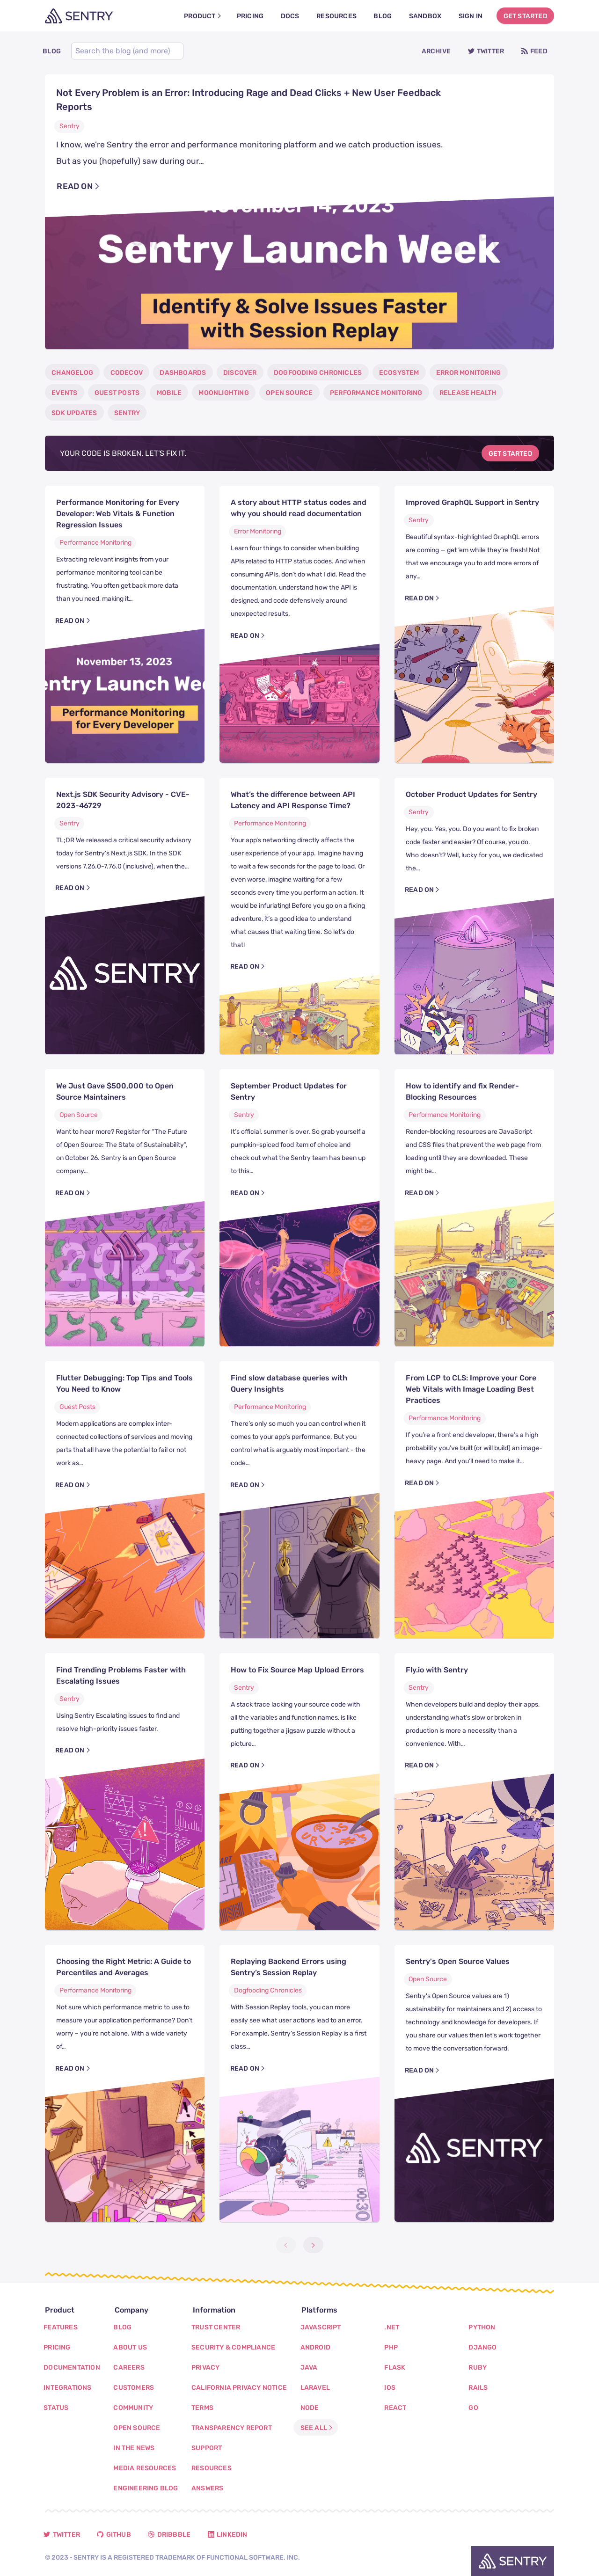 SENTRY
PRODUCT
PRICING
DOCS
RESOURCES
BLOG
SANDBOX
SIGN IN
GET STARTED
BLOG
Search the blog (and more)
ARCHIVE
TWITTER
FEED
Not Every Problem is an Error: Introducing Rage and Dead Clicks + New User Feedback
Reports
Sentry
I know, we're Sentry the error and performance monitoring platform and we catch production issues.
But as you (hopefully) saw during our...
READ ON
November 14, 2023
Sentry Launch Week
Identify & Solve Issues Faster
with Session Replay
CHANGELOG
CODECOV
DASHBOARDS
DISCOVER
DOGFOODING CHRONICLES
ECOSYSTEM
ERROR MONITORING
EVENTS
GUEST POSTS
MOBILE
MOONLIGHTING
OPEN SOURCE
PERFORMANCE MONITORING
RELEASE HEALTH
SDK UPDATES
SENTRY
YOUR CODE IS BROKEN. LET'S FIX IT.
GET STARTED
Performance Monitoring for Every
Developer: Web Vitals & Function
Regression Issues
Performance Monitoring
Extracting relevant insights from your
performance monitoring tool can be
frustrating. You often get back more data
than you need, making it...
READ ON
November 13, 2023
entry Launch Wee
Performance Monitoring
for Every Developer
A story about HTTP status codes and
why you should read documentation
Error Monitoring
Learn four things to consider when building
APIs related to HTTP status codes. And when
consuming APIs, don't do what I did. Read the
documentation, understand how the API is
designed, and code defensively around
unexpected results.
READ ON
Improved GraphQL Support in Sentry
Sentry
Beautiful syntax-highlighted GraphQL errors
are coming — get 'em while they're fresh! Not
that we encourage you to add more errors of
any...
READ ON
Next.js SDK Security Advisory - CVE-
2023-46729
Sentry
TL;DR We released a critical security advisory
today for Sentry's Next.js SDK. In the SDK
versions 7.26.0-7.76.0 (inclusive), when the...
READ ON
SENTRY
What's the difference between API
Latency and API Response Time?
Performance Monitoring
Your app's networking directly affects the
user experience of your app. Imagine having
to wait a few seconds for the page to load. Or
even worse, imagine waiting for a few
seconds every time you perform an action. It
would be infuriating! Before you go on a fixing
adventure, it's a good idea to understand
what causes that waiting time. So let's do
that!
READ ON
October Product Updates for Sentry
Sentry
Hey, you. Yes, you. Do you want to fix broken
code faster and easier? Of course, you do.
Who doesn't? Well, lucky for you, we dedicated
the...
READ ON
We Just Gave $500,000 to Open
Source Maintainers
Open Source
Want to hear more? Register for "The Future
of Open Source: The State of Sustainability",
on October 26. Sentry is an Open Source
company...
READ ON
September Product Updates for
Sentry
Sentry
It's official, summer is over. So grab yourself a
pumpkin-spiced food item of choice and
check out what the Sentry team has been up
to this...
READ ON
How to identify and fix Render-
Blocking Resources
Performance Monitoring
Render-blocking resources are JavaScript
and CSS files that prevent the web page from
loading until they are downloaded. These
might be...
READ ON
Flutter Debugging: Top Tips and Tools
You Need to Know
Guest Posts
Modern applications are complex inter-
connected collections of services and moving
parts that all have the potential to fail or not
work as...
READ ON
Find slow database queries with
Query Insights
Performance Monitoring
There's only so much you can control when it
comes to your app's performance. But you
control what is arguably most important - the
code...
READ ON
From LCP to CLS: Improve your Core
Web Vitals with Image Loading Best
Practices
Performance Monitoring
If you're a front end developer, there's a high
probability you've built (or will build) an image-
heavy page. And you'll need to make it...
READ ON
Find Trending Problems Faster with
Escalating Issues
Sentry
Using Sentry Escalating issues to find and
resolve high-priority issues faster.
READ ON
How to Fix Source Map Upload Errors
Sentry
A stack trace lacking your source code with
all the variables and function names, is like
putting together a jigsaw puzzle without a
picture...
READ ON
Fly.io with Sentry
Sentry
When developers build and deploy their apps,
understanding what's slow or broken in
production is more a necessity than a
convenience. With...
READ ON
Choosing the Right Metric: A Guide to
Percentiles and Averages
Performance Monitoring
Not sure which performance metric to use to
measure your application performance? Don't
worry – you're not alone. With a wide variety
of...
READ ON
Replaying Backend Errors using
Sentry's Session Replay
Dogfooding Chronicles
With Session Replay tools, you can more
easily see what user actions lead to an error.
For example, Sentry's Session Replay is a first
class...
READ ON
Sentry's Open Source Values
Open Source
Sentry's Open Source values are 1)
sustainability for maintainers and 2) access to
technology and knowledge for developers. If
you share our values then let's work together
to move the conversation forward.
READ ON
SENTRY
Product
FEATURES
PRICING
DOCUMENTATION
INTEGRATIONS
STATUS
Company
BLOG
ABOUT US
CAREERS
CUSTOMERS
COMMUNITY
OPEN SOURCE
IN THE NEWS
MEDIA RESOURCES
ENGINEERING BLOG
Information
TRUST CENTER
SECURITY & COMPLIANCE
PRIVACY
CALIFORNIA PRIVACY NOTICE
TERMS
TRANSPARENCY REPORT
SUPPORT
RESOURCES
ANSWERS
Platforms
JAVASCRIPT
ANDROID
JAVA
LARAVEL
NODE
SEE ALL
.NET
PHP
FLASK
IOS
REACT
PYTHON
DJANGO
RUBY
RAILS
GO
TWITTER
GITHUB
DRIBBBLE
LINKEDIN
© 2023 • SENTRY IS A REGISTERED TRADEMARK OF FUNCTIONAL SOFTWARE, INC.
SENTRY